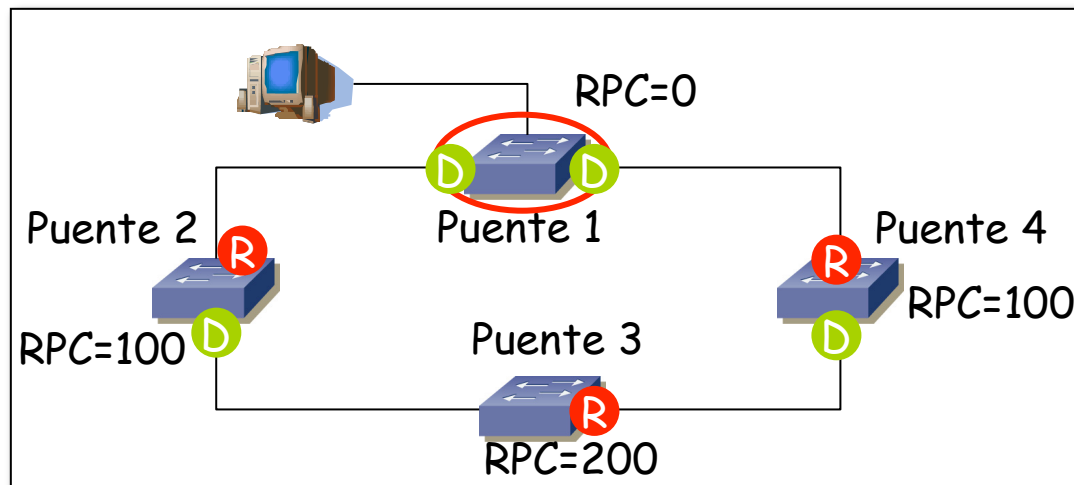 RPC=0
D
D
Puente 2
Puente 1
Puente 4
R
R
RPC=100
D
RPC=100
D
Puente 3
R
RPC=200